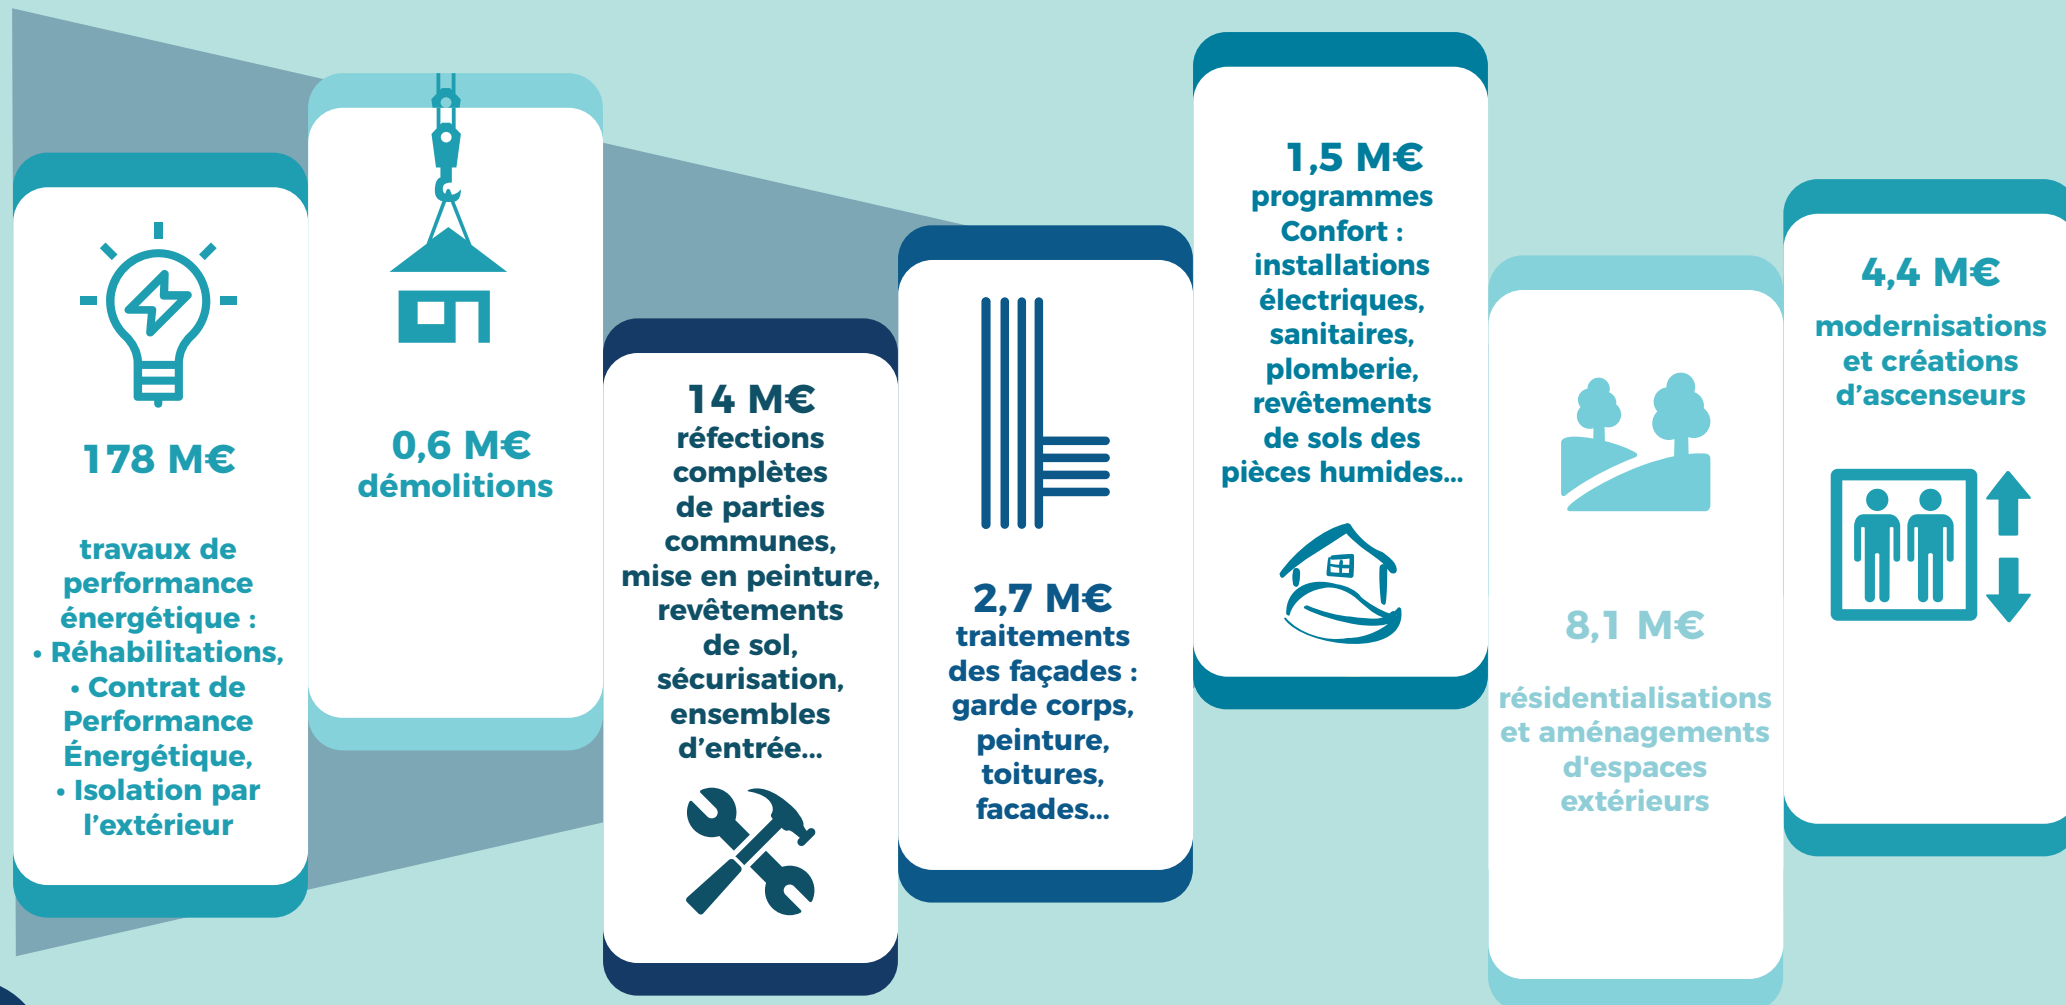 178 M€
travaux de
performance
énergétique :
• Réhabilitations,
• Contrat de
Performance
Énergétique,
• Isolation par
l’extérieur
0,6 M€
démolitions
14 M€
réfections
complètes
de parties
communes,
mise en peinture,
revêtements
de sol,
sécurisation,
ensembles
d’entrée...
2,7 M€
traitements
des façades :
garde corps,
peinture,
toitures,
facades...
1,5 M€
programmes
Confort :
installations
électriques,
sanitaires,
plomberie,
revêtements
de sols des
pièces humides...
8,1 M€
résidentialisations
et aménagements
d'espaces
extérieurs
4,4 M€
modernisations
et créations
d’ascenseurs